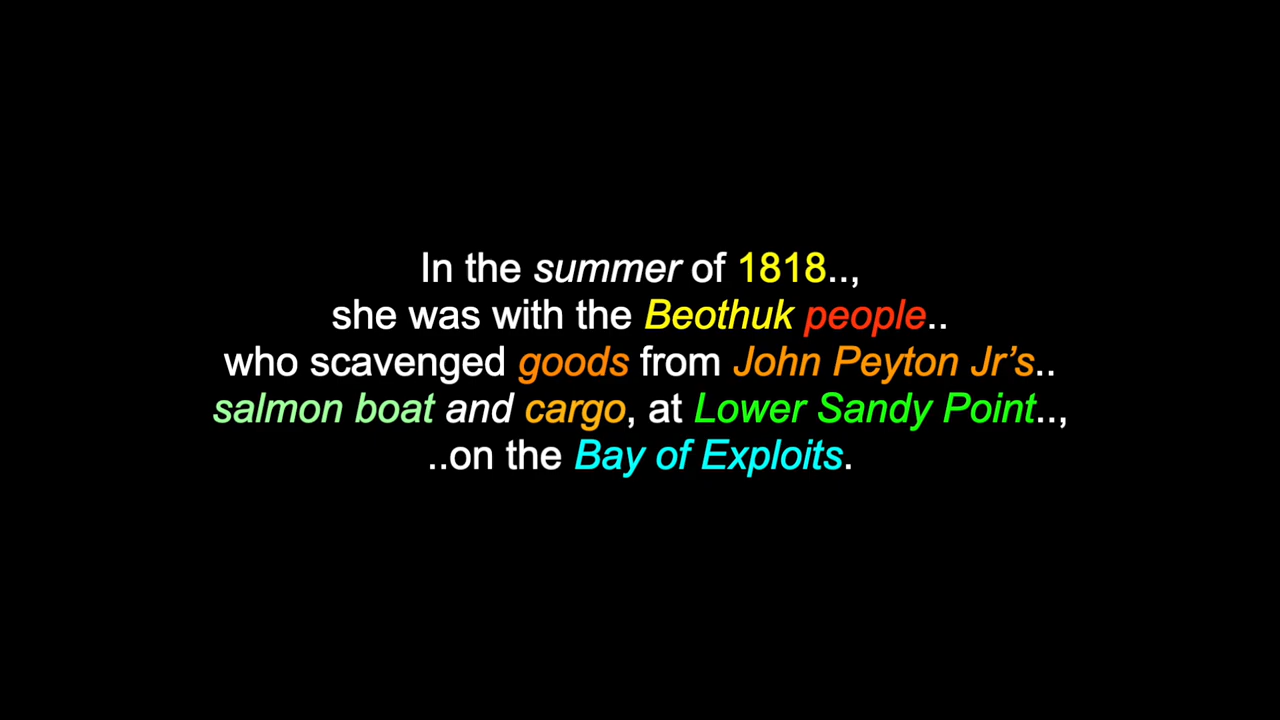 In the summer of 1818..,
she was with the Beothuk people..
who scavenged goods from John Peyton Jr’s..
salmon boat and cargo, at Lower Sandy Point..,
..on the Bay of Exploits.